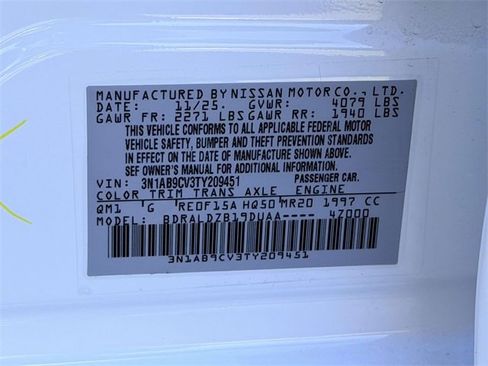 MANUFACTURED BY NISSAN MOTOR CO., LTD.
DATE: 11/25. GVWR: 4079 LBS
GAWR FR: 2271 LBS GAWR RR: 1940 LBS
THIS VEHICLE CONFORMS TO ALL APPLICABLE FEDERAL MOTOR
VEHICLE SAFETY, BUMPER AND THEFT PREVENTION STANDARDS
IN EFFECT ON THE DATE OF MANUFACTURE SHOWN ABOVE.
SEE OWNER'S MANUAL FOR ADDITIONAL INFORMATION.
VIN: 3N1AB9CV3TY209451 PASSENGER CAR
COLOR TRIM TRANS AXLE ENGINE
QM1 G RE0F15A HQ50 MR20 1997 CC
MODEL: BDRALDZB19DUAA---- 4Z000
3N1AB9CV3TY209451